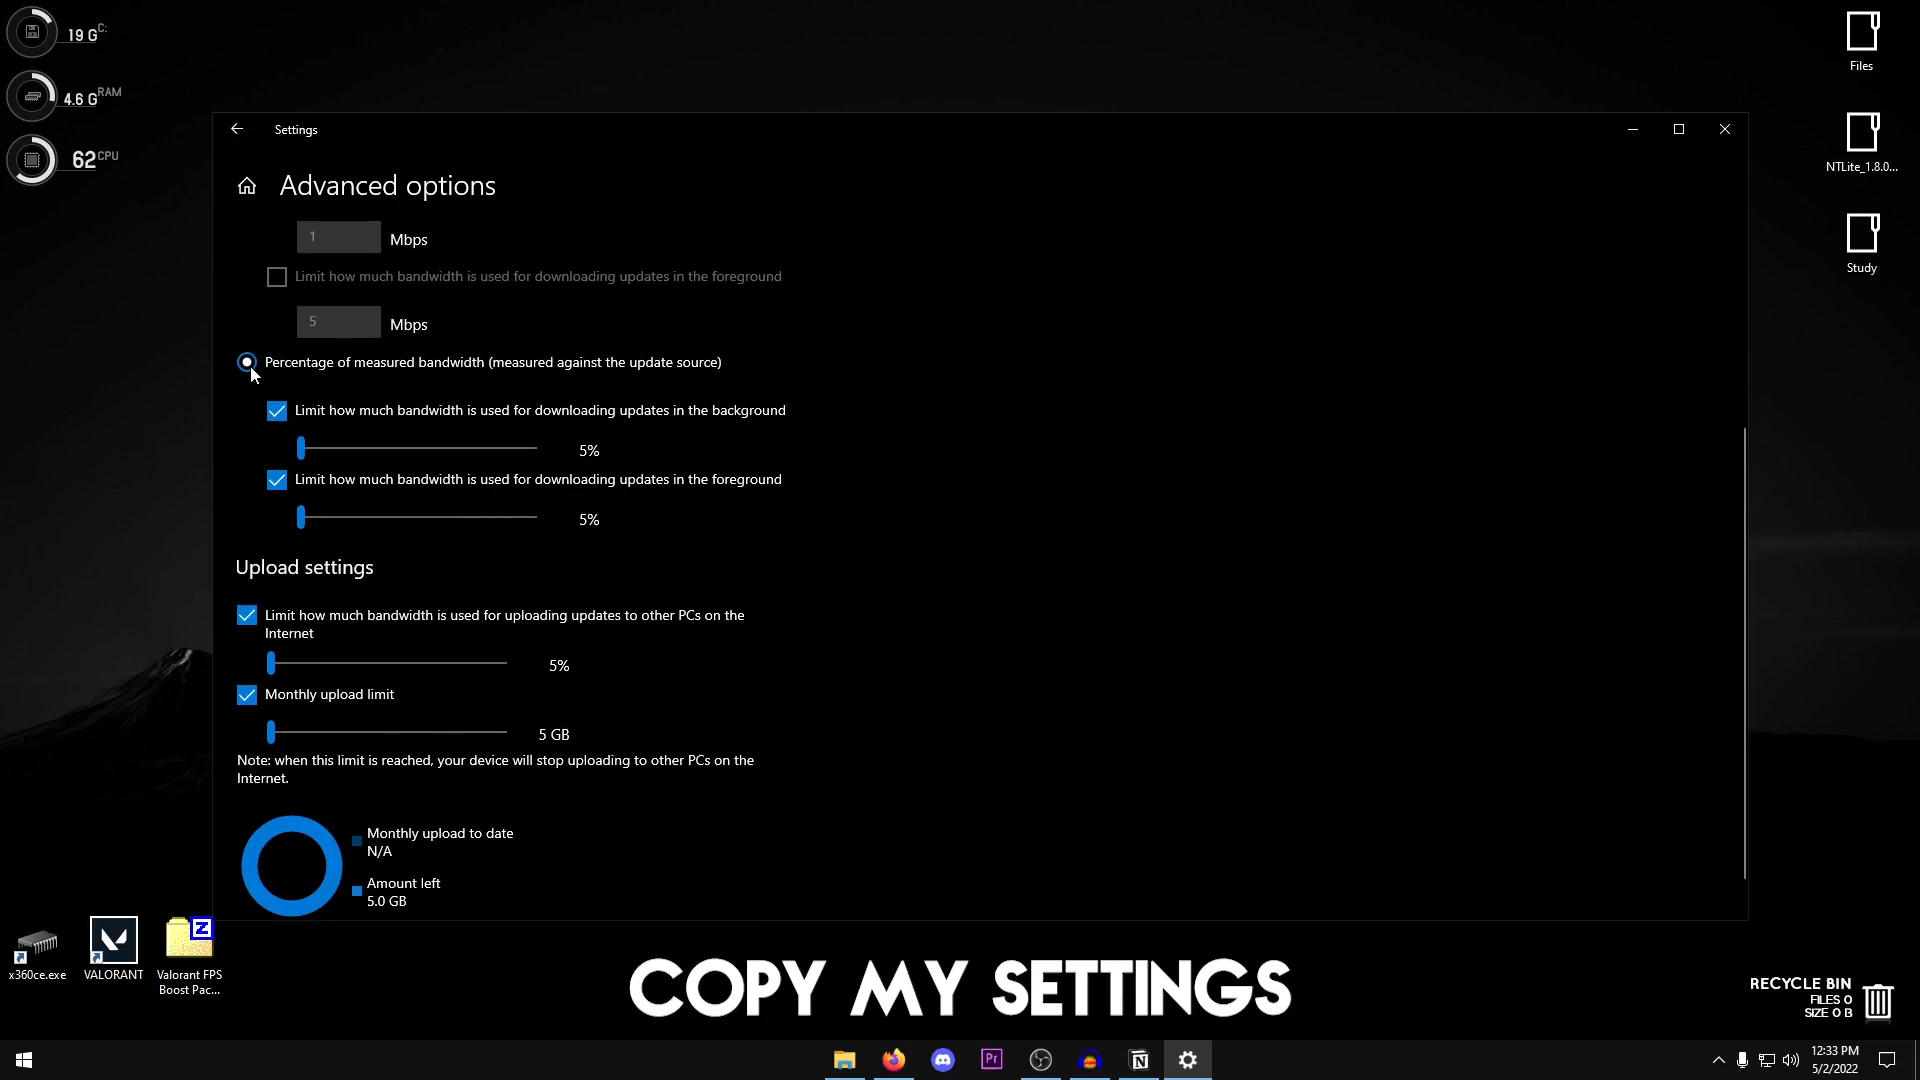 19 G C:
4.6 G RAM
62 CPU
Files
NTLite_1.8.0...
Study
Settings
Advanced options
1 Mbps
Limit how much bandwidth is used for downloading updates in the foreground
5 Mbps
Percentage of measured bandwidth (measured against the update source)
Limit how much bandwidth is used for downloading updates in the background
5%
Limit how much bandwidth is used for downloading updates in the foreground
5%
Upload settings
Limit how much bandwidth is used for uploading updates to other PCs on the
Internet
5%
Monthly upload limit
5 GB
Note: when this limit is reached, your device will stop uploading to other PCs on the
Internet.
Monthly upload to date
N/A
Amount left
5.0 GB
x360ce.exe
VALORANT
Z
Valorant FPS
Boost Pac...
COPY MY SETTINGS
RECYCLE BIN
FILES 0
SIZE 0 B
Pr
N
12:33 PM
5/2/2022